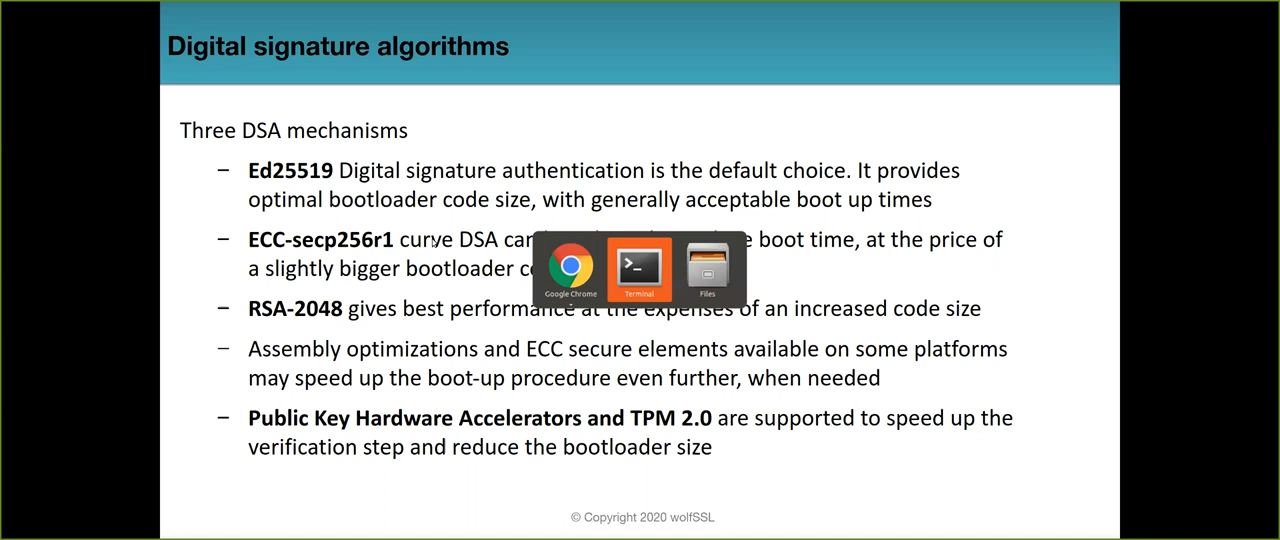 Digital signature algorithms
Three DSA mechanisms
– Ed25519 Digital signature authentication is the default choice. It provides
optimal bootloader code size, with generally acceptable boot up times
– ECC-secp256r1 curve DSA can boot time, at the price of
a slightly bigger bootloader
Google Chrome
Terminal
Files
– RSA-2048 gives best performance at the expenses of an increased code size
– Assembly optimizations and ECC secure elements available on some platforms
may speed up the boot-up procedure even further, when needed
– Public Key Hardware Accelerators and TPM 2.0 are supported to speed up the
verification step and reduce the bootloader size
© Copyright 2020 wolfSSL